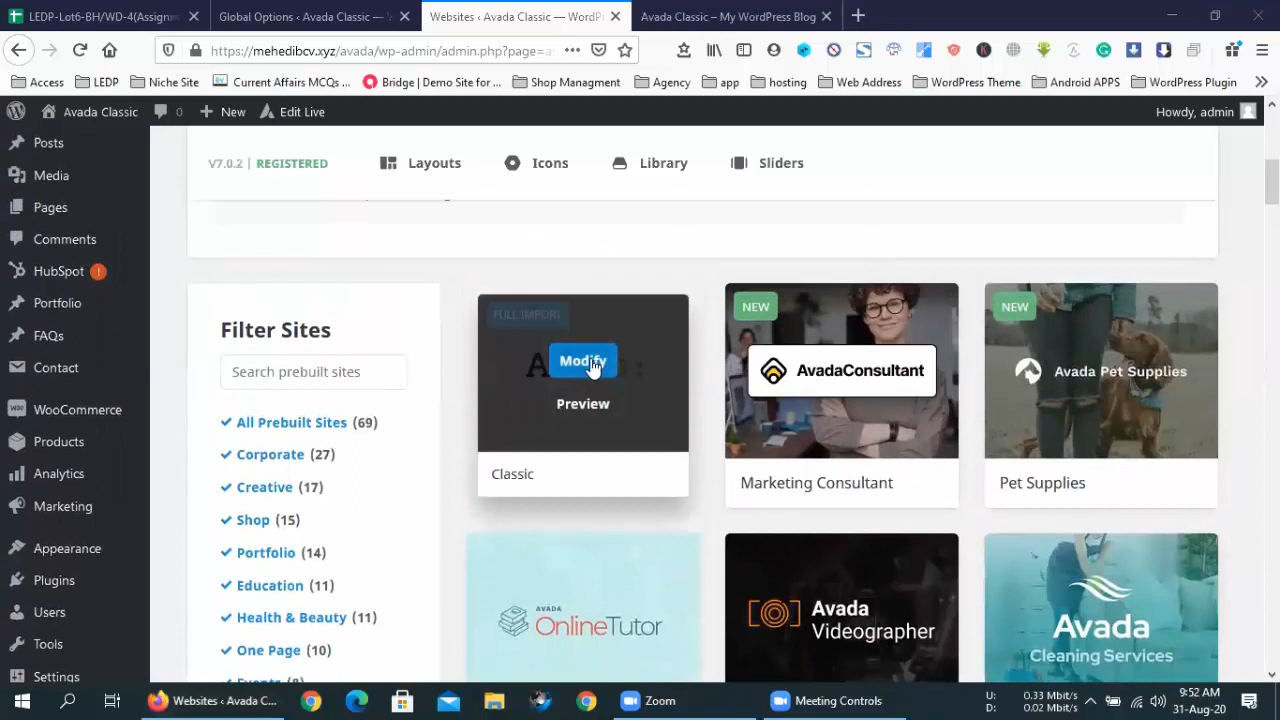 LEDP-Lot6-BH/WD-4(Assignm
Global Options ‹ Avada Classic —
Websites ‹ Avada Classic — WordP
Avada Classic – My WordPress Blog
https://mehedibcv.xyz/avada/wp-admin/admin.php?page=a
Access
LEDP
Niche Site
Current Affairs MCQs ...
Bridge | Demo Site for ...
Shop Managment
Agency
app
hosting
Web Address
WordPress Theme
Android APPS
WordPress Plugin
Avada Classic
0
New
Edit Live
Howdy, admin
Posts
Media
Pages
Comments
HubSpot
Portfolio
FAQs
Contact
WooCommerce
Products
Analytics
Marketing
Appearance
Plugins
Users
Tools
Settings
V7.0.2 | REGISTERED
Layouts
Icons
Library
Sliders
Filter Sites
Search prebuilt sites
All Prebuilt Sites (69)
Corporate (27)
Creative (17)
Shop (15)
Portfolio (14)
Education (11)
Health & Beauty (11)
One Page (10)
FULL IMPORT
Modify
Preview
Classic
NEW
AvadaConsultant
Marketing Consultant
NEW
Avada Pet Supplies
Pet Supplies
AVADA
OnlineTutor
Avada
Videographer
Avada
Cleaning Services
Websites ‹ Avada C...
Zoom
Meeting Controls
U: 0.33 Mbit/s
D: 0.02 Mbit/s
9:52 AM
31-Aug-20